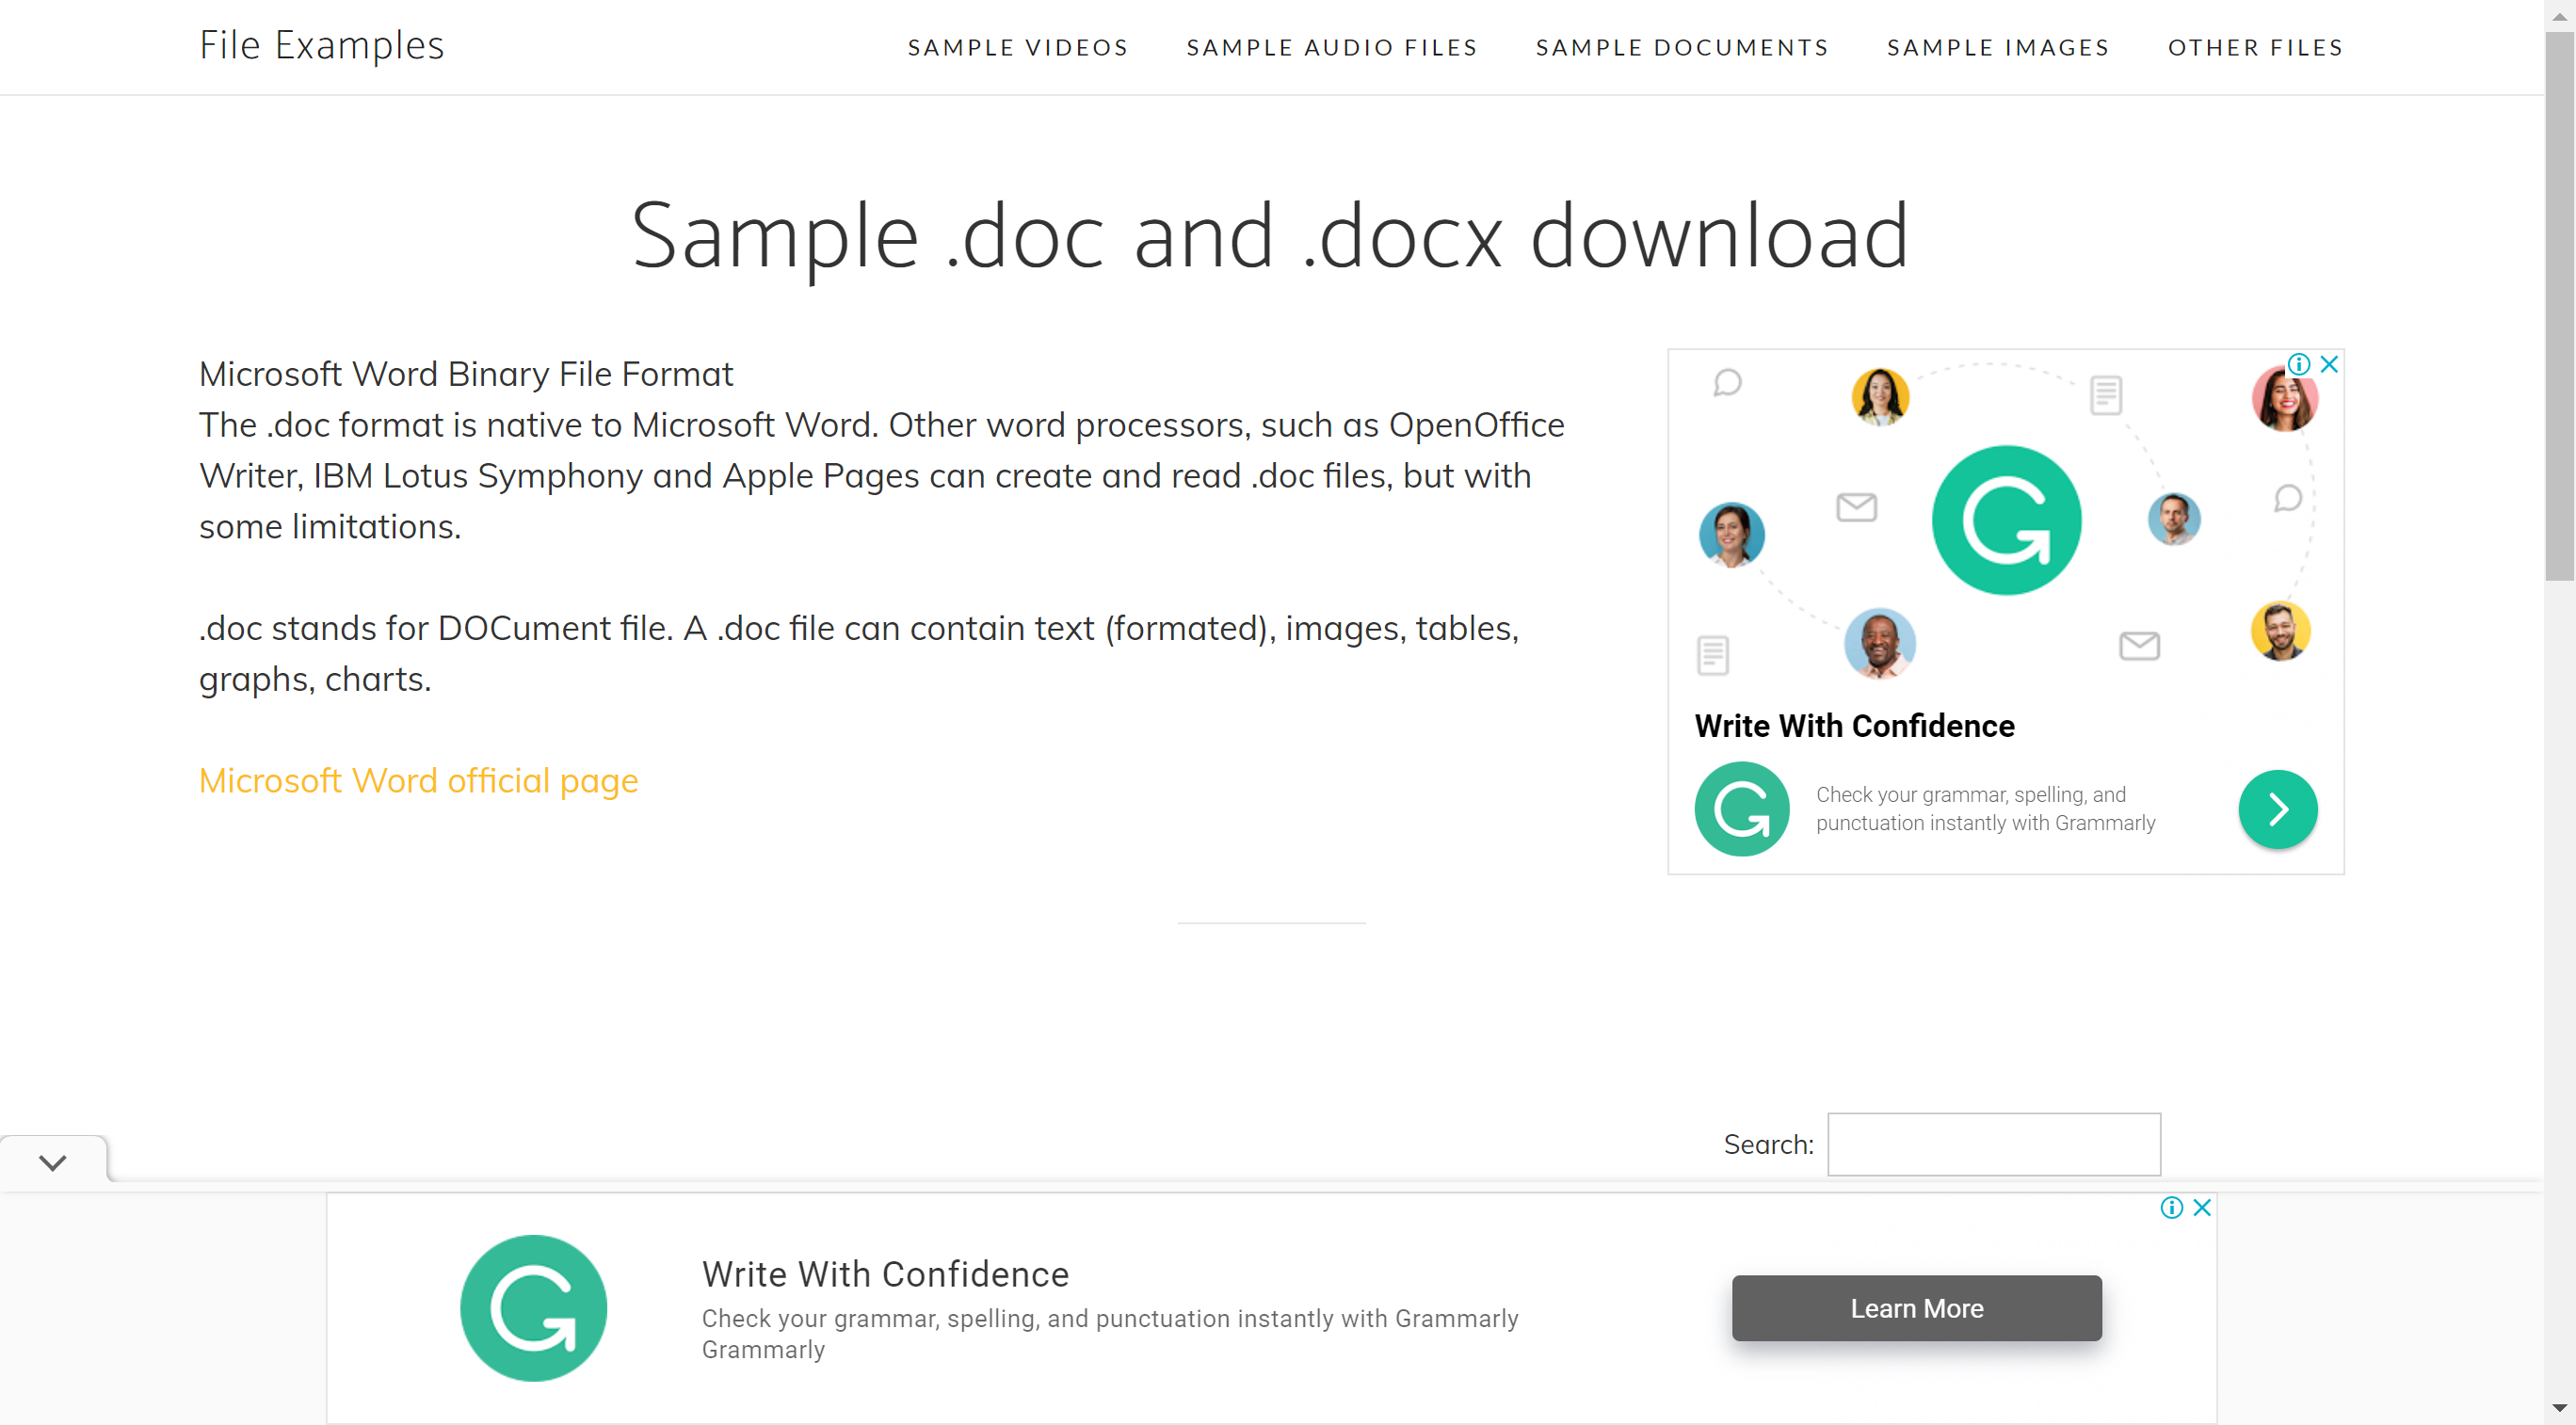 File Examples
SAMPLE VIDEOS
SAMPLE AUDIO FILES
SAMPLE DOCUMENTS
SAMPLE IMAGES
OTHER FILES
Sample .doc and .docx download
Microsoft Word Binary File Format
The .doc format is native to Microsoft Word. Other word processors, such as OpenOffice
Writer, IBM Lotus Symphony and Apple Pages can create and read .doc files, but with
some limitations.
.doc stands for DOCument file. A .doc file can contain text (formated), images, tables,
graphs, charts.
Microsoft Word official page
Write With Confidence
Check your grammar, spelling, and
punctuation instantly with Grammarly
Search:
Write With Confidence
Check your grammar, spelling, and punctuation instantly with Grammarly
Grammarly
Learn More